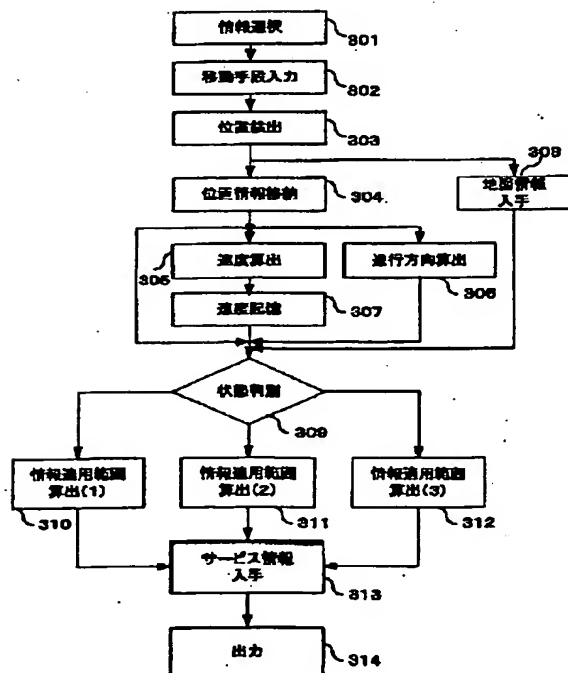 情報選択
301
移動手段入力
302
位置検出
303
308
位置情報格納
304
地図情報
入手
速度算出
305
進行方向算出
306
速度記憶
307
状態判別
309
情報適用範囲
算出(1)
310
情報適用範囲
算出(2)
311
情報適用範囲
算出(3)
312
サービス情報
入手
313
出力
314